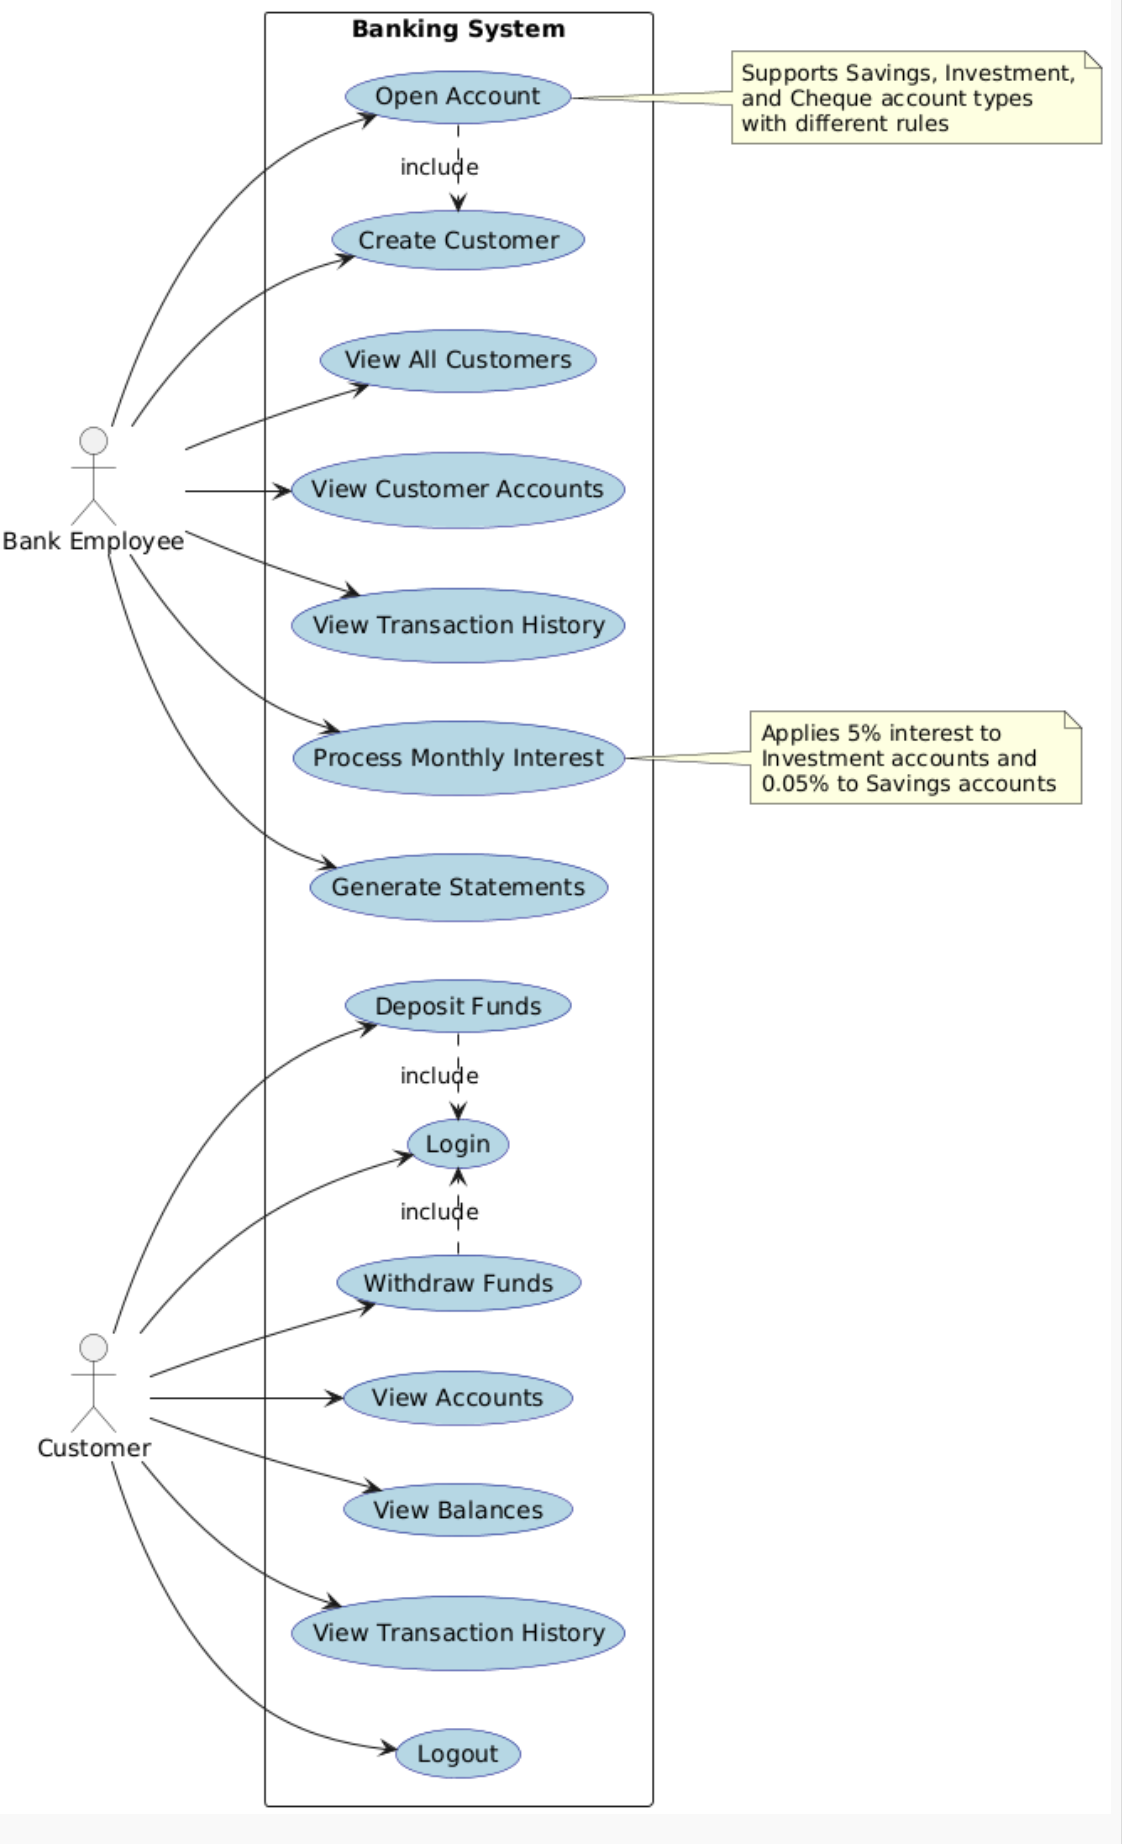 Banking System
Open Account
Supports Savings, Investment,
and Cheque account types
with different rules
include
Create Customer
View All Customers
View Customer Accounts
Bank Employee
View Transaction History
Process Monthly Interest
Applies 5% interest to
Investment accounts and
0.05% to Savings accounts
Generate Statements
Deposit Funds
include
Login
include
Withdraw Funds
View Accounts
Customer
View Balances
View Transaction History
Logout